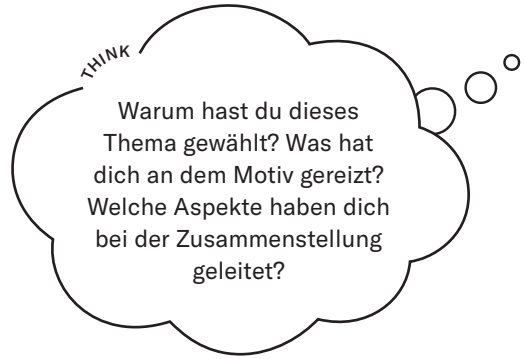 THINK
Warum hast du dieses
Thema gewählt? Was hat
dich an dem Motiv gereizt?
Welche Aspekte haben dich
bei der Zusammenstellung
geleitet?